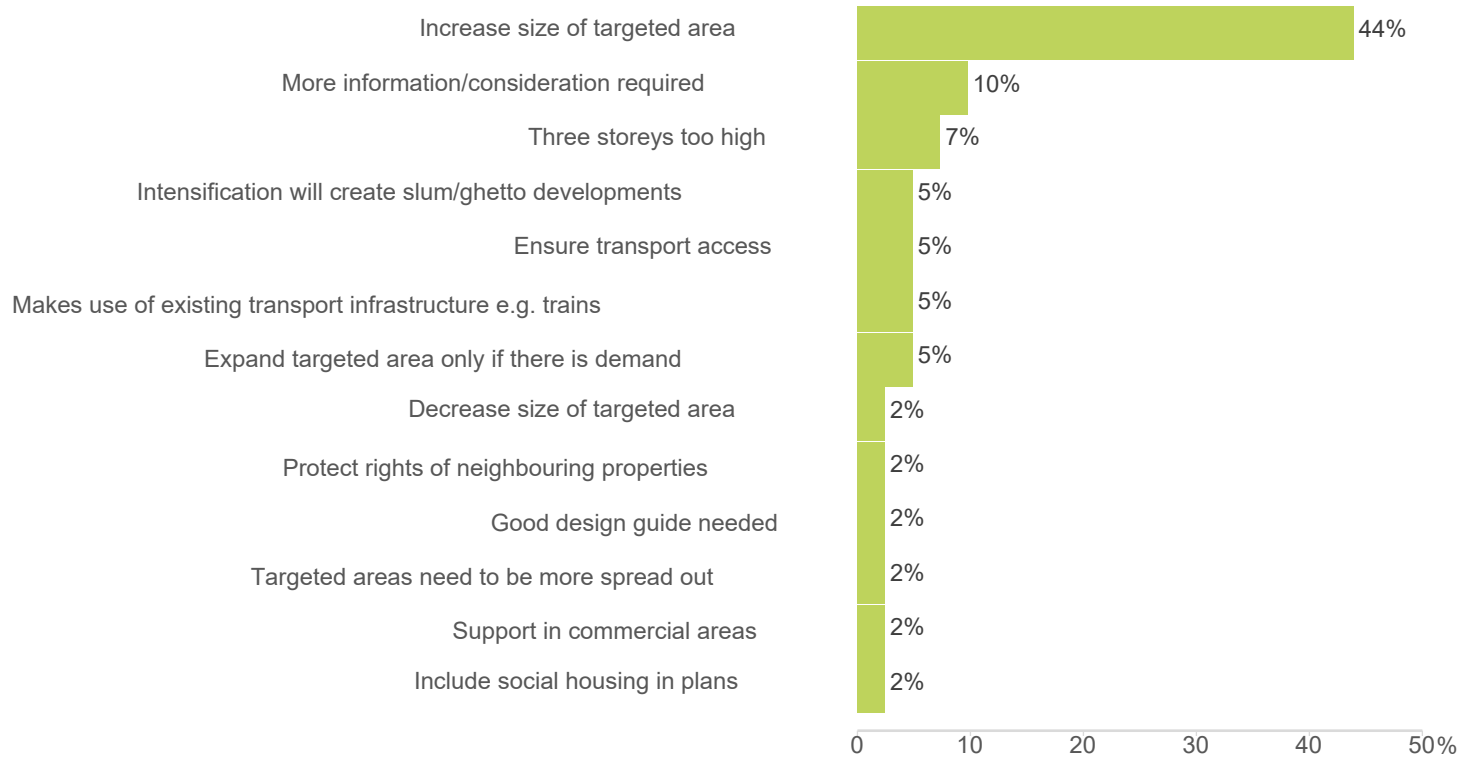 Increase size of targeted area 44%
More information/consideration required 10%
Three storeys too high 7%
Intensification will create slum/ghetto developments 5%
Ensure transport access 5%
Makes use of existing transport infrastructure e.g. trains 5%
Expand targeted area only if there is demand 5%
Decrease size of targeted area 2%
Protect rights of neighbouring properties 2%
Good design guide needed 2%
Targeted areas need to be more spread out 2%
Support in commercial areas 2%
Include social housing in plans 2%
0 10 20 30 40 50%